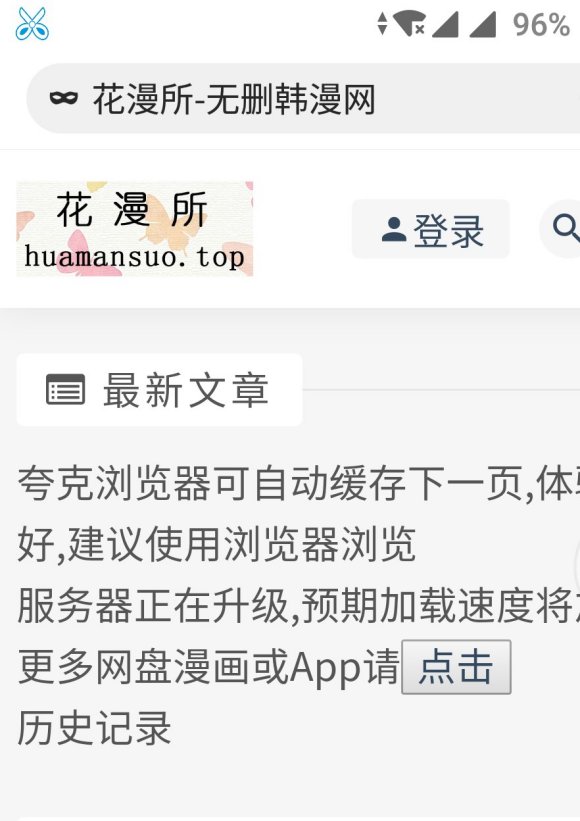 96%
花漫所-无删韩漫网
花漫所
huamansuo.top
登录
最新文章
夸克浏览器可自动缓存下一页,体
好,建议使用浏览器浏览
服务器正在升级,预期加载速度将
更多网盘漫画或App请 点击
历史记录